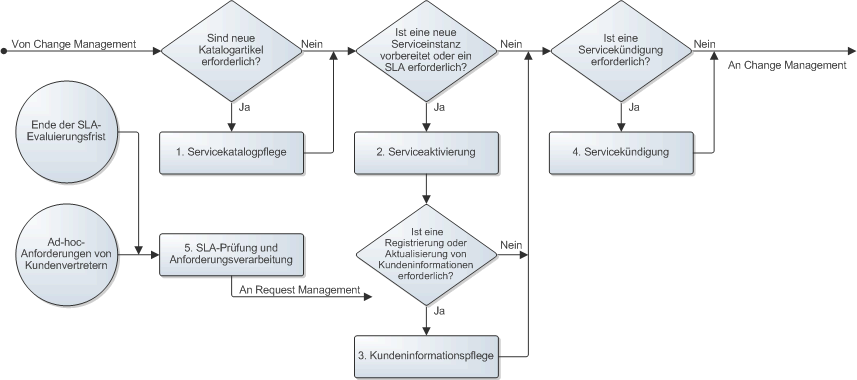 Von Change Management
Sind neue
Katalogartikel
erforderlich?
Nein
Ja
1. Servicekatalogpflege
Ist eine neue
Serviceinstanz
vorbereitet oder ein
SLA erforderlich?
Nein
Ja
2. Serviceaktivierung
Ist eine
Registrierung oder
Aktualisierung von
Kundeninformationen
erforderlich?
Nein
Ja
3. Kundeninformationspflege
Ist eine
Servicekündigung
erforderlich?
Nein
An Change Management
Ja
4. Servicekündigung
Ende der SLA-
Evaluierungsfrist
Ad-hoc-
Anforderungen von
Kundenvertretern
5. SLA-Prüfung und
Anforderungsverarbeitung
An Request Management